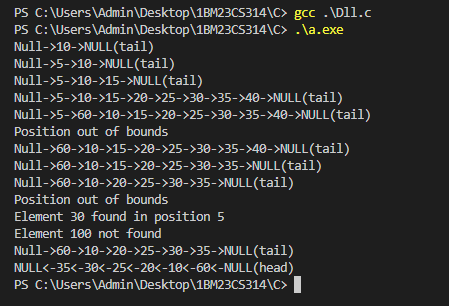 PS C:\Users\Admin\Desktop\1BM23CS314\C> gcc .\Dll.c
PS C:\Users\Admin\Desktop\1BM23CS314\C> .\a.exe
Null->10->NULL(tail)
Null->5->10->NULL(tail)
Null->5->10->15->NULL(tail)
Null->5->10->15->20->25->30->35->40->NULL(tail)
Null->5->60->10->15->20->25->30->35->40->NULL(tail)
Position out of bounds
Null->60->10->15->20->25->30->35->40->NULL(tail)
Null->60->10->15->20->25->30->35->NULL(tail)
Null->60->10->20->25->30->35->NULL(tail)
Position out of bounds
Element 30 found in position 5
Element 100 not found
Null->60->10->20->25->30->35->NULL(tail)
NULL<-35<-30<-25<-20<-10<-60<-NULL(head)
PS C:\Users\Admin\Desktop\1BM23CS314\C>